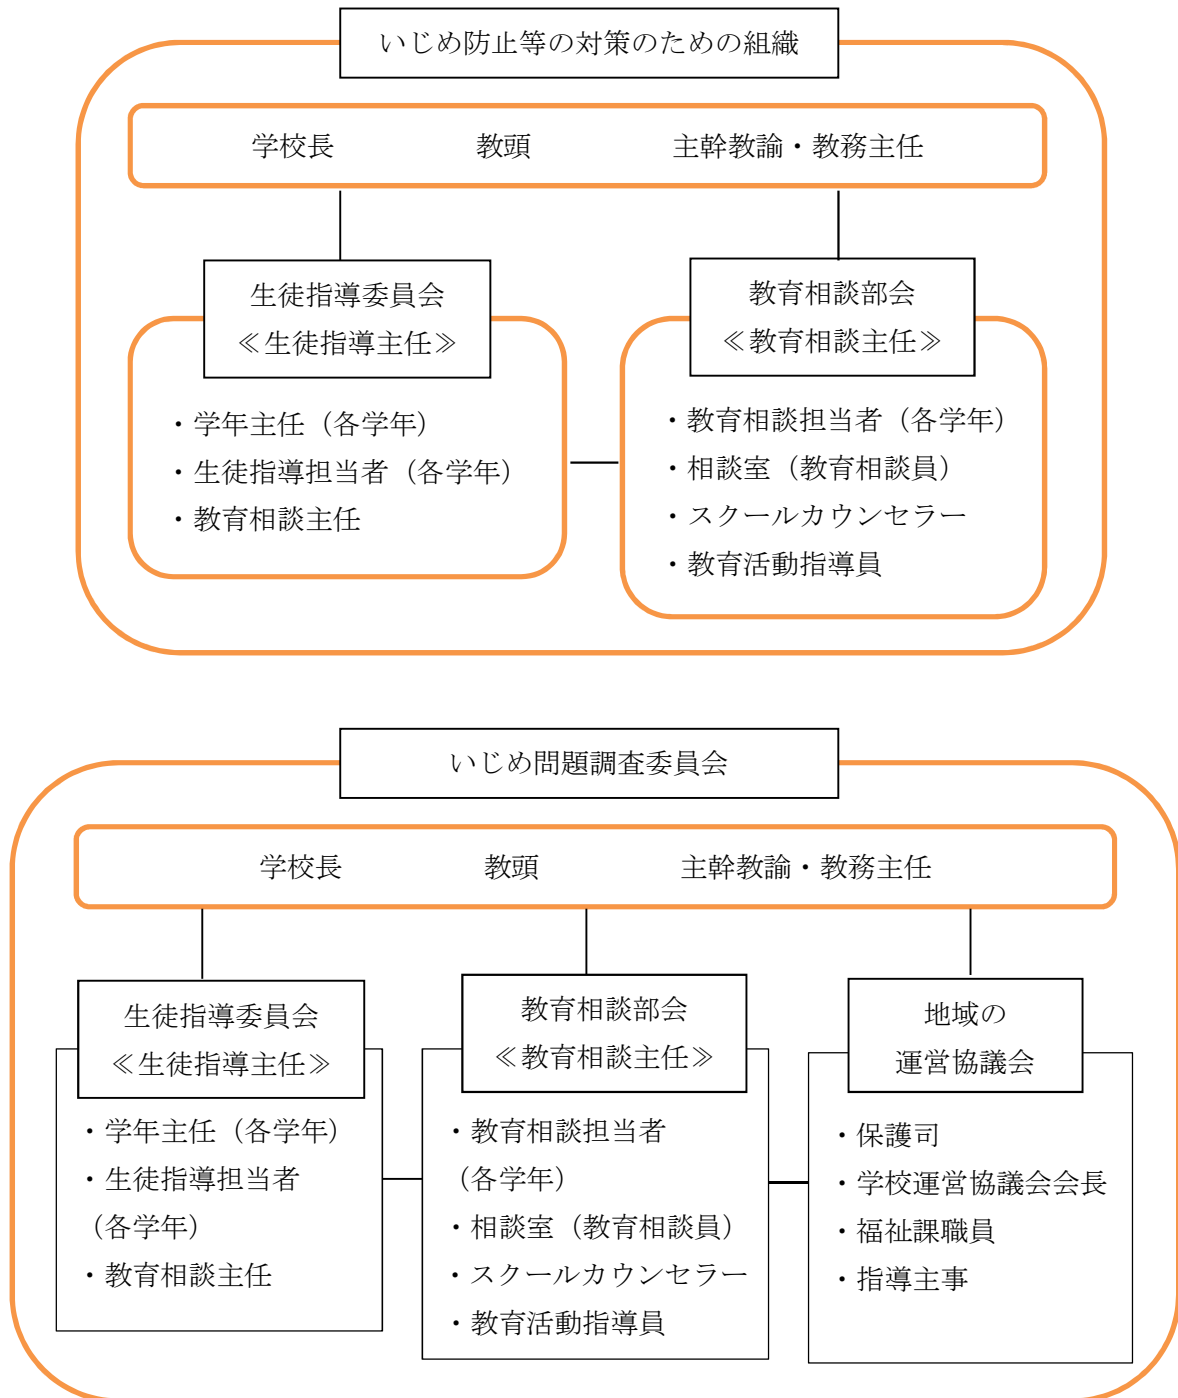 いじめ防止等の対策のための組織
学校長 教頭 主幹教諭・教務主任
生徒指導委員会
≪生徒指導主任≫
・学年主任（各学年）
・生徒指導担当者（各学年）
・教育相談主任
教育相談部会
≪教育相談主任≫
・教育相談担当者（各学年）
・相談室（教育相談員）
・スクールカウンセラー
・教育活動指導員
いじめ問題調査委員会
学校長 教頭 主幹教諭・教務主任
生徒指導委員会
≪生徒指導主任≫
・学年主任（各学年）
・生徒指導担当者
（各学年）
・教育相談主任
教育相談部会
≪教育相談主任≫
・教育相談担当者
（各学年）
・相談室（教育相談員）
・スクールカウンセラー
・教育活動指導員
地域の
運営協議会
・保護司
・学校運営協議会会長
・福祉課職員
・指導主事